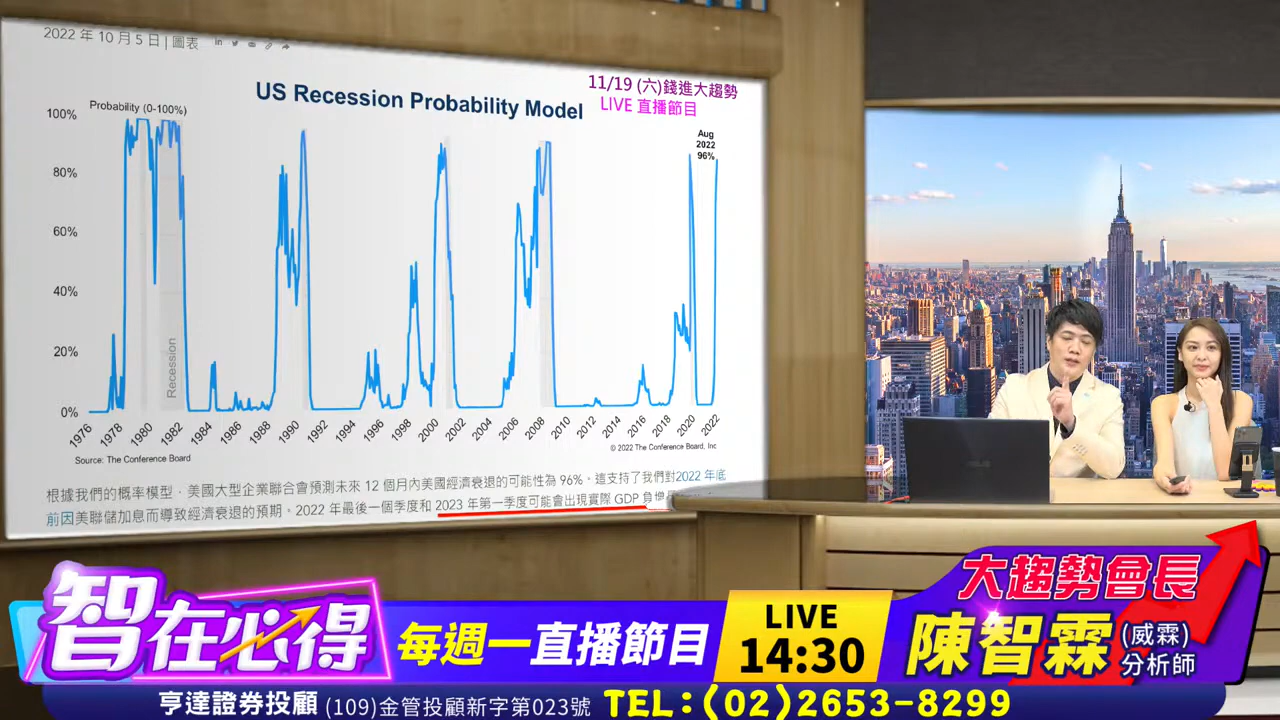 2022 年 10 月 5 日 | 圖表
11/19 (六)錢進大趨勢
LIVE 直播節目
US Recession Probability Model
Probability (0-100%)
100%
80%
60%
40%
20%
0%
Aug
2022
96%
Recession
1976 1978 1980 1982 1984 1986 1988 1990 1992 1994 1996 1998 2000 2002 2004 2006 2008 2010 2012 2014 2016 2018 2020 2022
Source: The Conference Board
© 2022 The Conference Board, Inc
根據我們的概率模型，美國大型企業聯合會預測未來 12 個月內美國經濟衰退的可能性為 96%。這支持了我們對2022 年底
前因美聯儲加息而導致經濟衰退的預期。2022 年最後一個季度和 2023 年第一季度可能會出現實際 GDP 負增
智在必得
每週一直播節目
LIVE
14:30
大趨勢會長
陳智霖
(威霖)
分析師
亨達證券投顧 (109)金管投顧新字第023號 TEL:(02)2653-8299